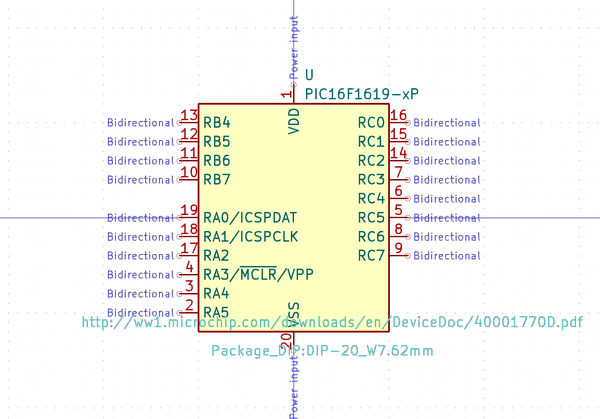 Power input
U
1
PIC16F1619-xP
VDD
Bidirectional 13 RB4 RC0 16 Bidirectional
Bidirectional 12 RB5 RC1 15 Bidirectional
Bidirectional 11 RB6 RC2 14 Bidirectional
Bidirectional 10 RB7 RC3 7 Bidirectional
RC4 6 Bidirectional
Bidirectional 19 RA0/ICSPDAT RC5 5 Bidirectional
Bidirectional 18 RA1/ICSPCLK RC6 8 Bidirectional
Bidirectional 17 RA2 RC7 9 Bidirectional
Bidirectional 4 RA3/MCLR/VPP
Bidirectional 3 RA4
Bidirectional 2 RA5
VSS
http://ww1.microchip.com/downloads/en/DeviceDoc/40001770D.pdf
20
Package_DIP:DIP-20_W7.62mm
Power input